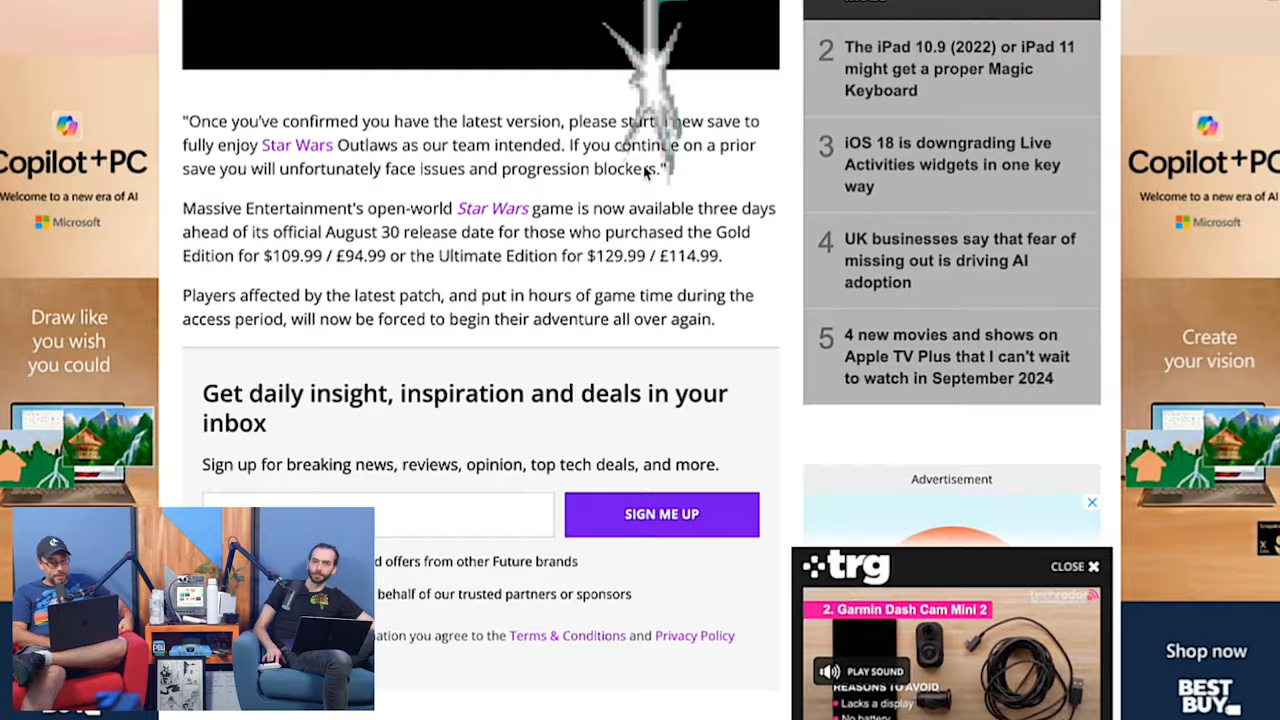 "Once you've confirmed you have the latest version, please start a new save to
fully enjoy Star Wars Outlaws as our team intended. If you continue on a prior
save you will unfortunately face issues and progression blockers."
Massive Entertainment's open-world Star Wars game is now available three days
ahead of its official August 30 release date for those who purchased the Gold
Edition for $109.99 / £94.99 or the Ultimate Edition for $129.99 / £114.99.
Players affected by the latest patch, and put in hours of game time during the
access period, will now be forced to begin their adventure all over again.
Get daily insight, inspiration and deals in your
inbox
Sign up for breaking news, reviews, opinion, top tech deals, and more.
SIGN ME UP
d offers from other Future brands
behalf of our trusted partners or sponsors
ation you agree to the Terms & Conditions and Privacy Policy
2 The iPad 10.9 (2022) or iPad 11
might get a proper Magic
Keyboard
3 iOS 18 is downgrading Live
Activities widgets in one key
way
4 UK businesses say that fear of
missing out is driving AI
adoption
5 4 new movies and shows on
Apple TV Plus that I can't wait
to watch in September 2024
Advertisement
trg
CLOSE
techradar
2. Garmin Dash Cam Mini 2
PLAY SOUND
REASONS TO AVOID
Lacks a display
No battery
Copilot+PC
Welcome to a new era of AI
Microsoft
Draw like
you wish
you could
Copilot+PC
Welcome to a new era of AI
Microsoft
Create
your vision
Shop now
BEST
BUY